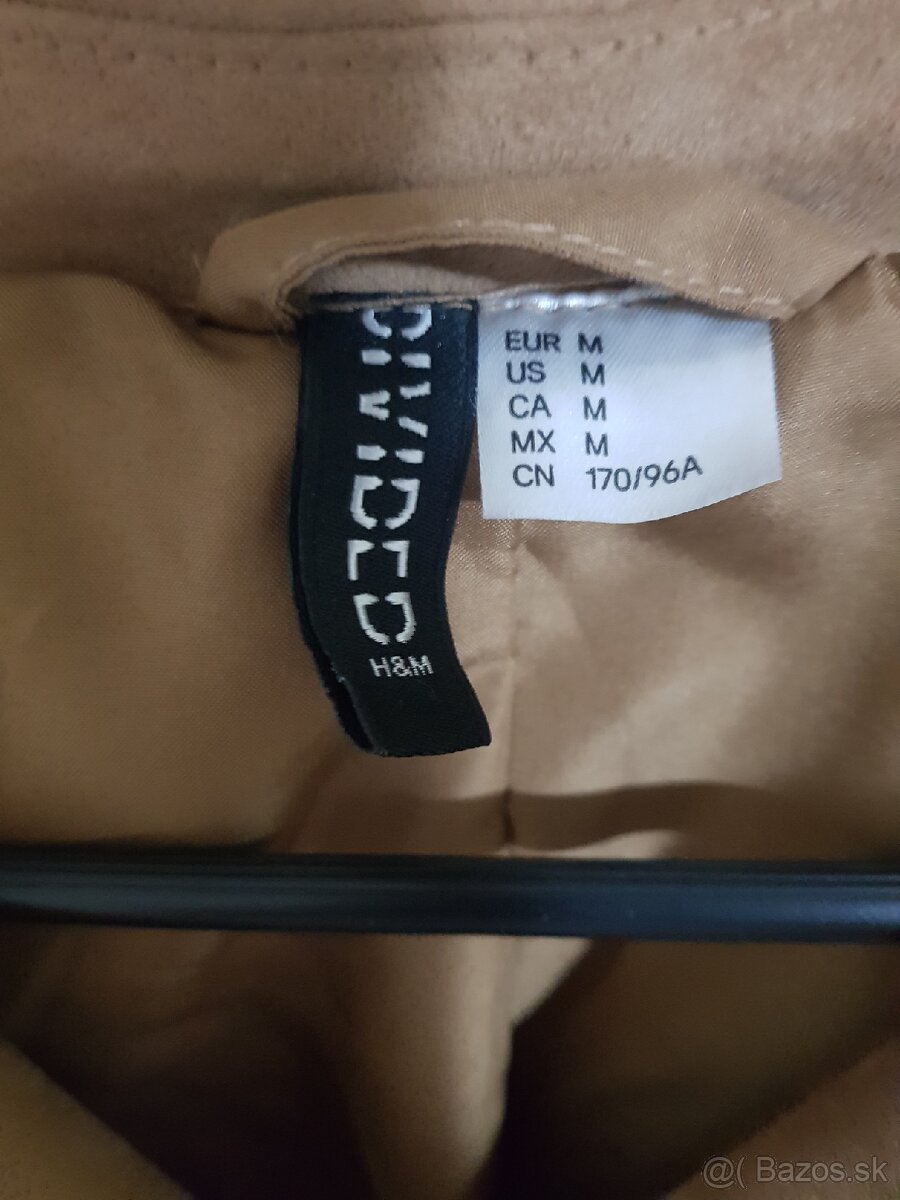 DIVIDED
H&M
EUR M
US M
CA M
MX M
CN 170/96A
@( Bazos.sk